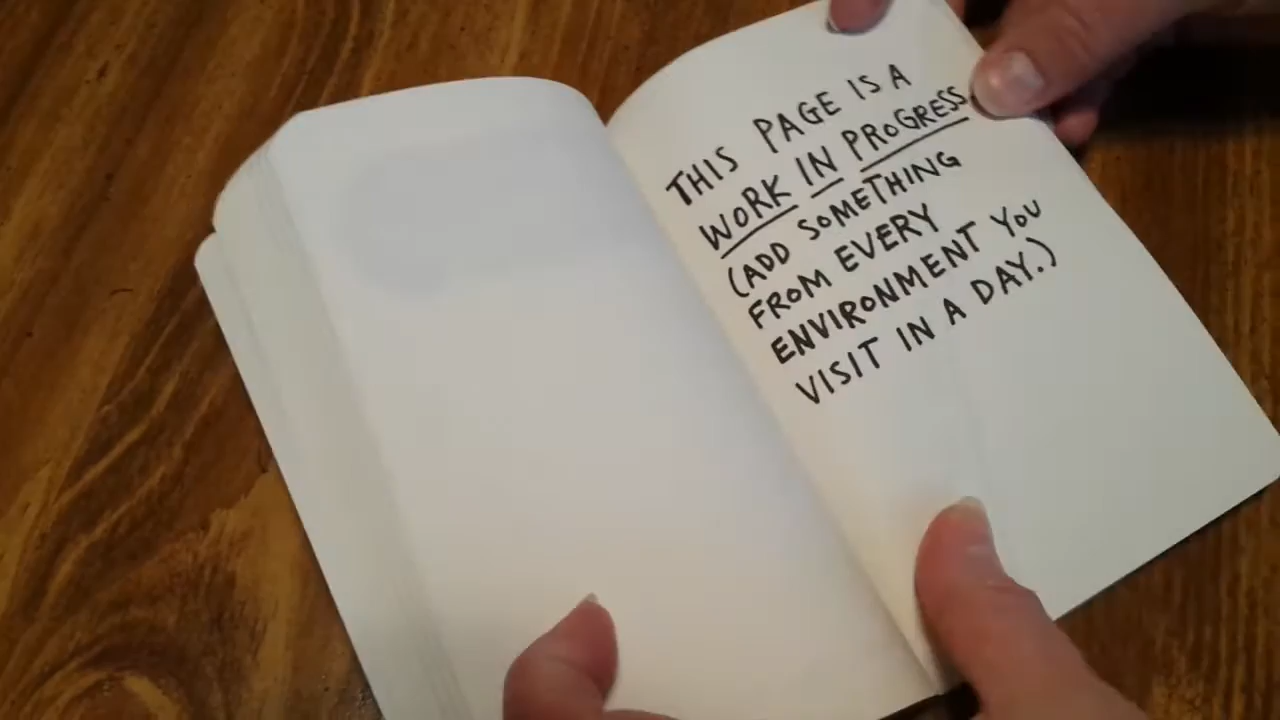 THIS PAGE IS A
WORK IN PROGRESS
(ADD SOMETHING
FROM EVERY
ENVIRONMENT YOU
VISIT IN A DAY.)